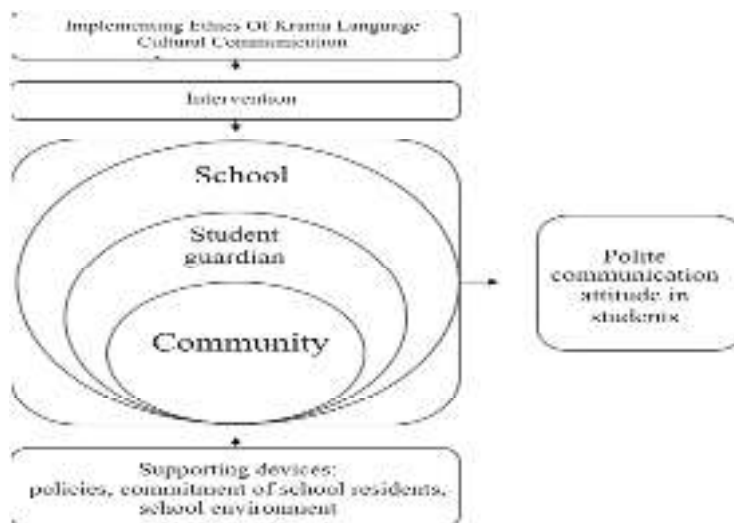 Implementing Ethics Of Krama Language
Cultural Communication
Intervention
School
Student
guardian
Community
Polite
communication
attitude in
students
Supporting devices:
policies, commitment of school residents,
school environment